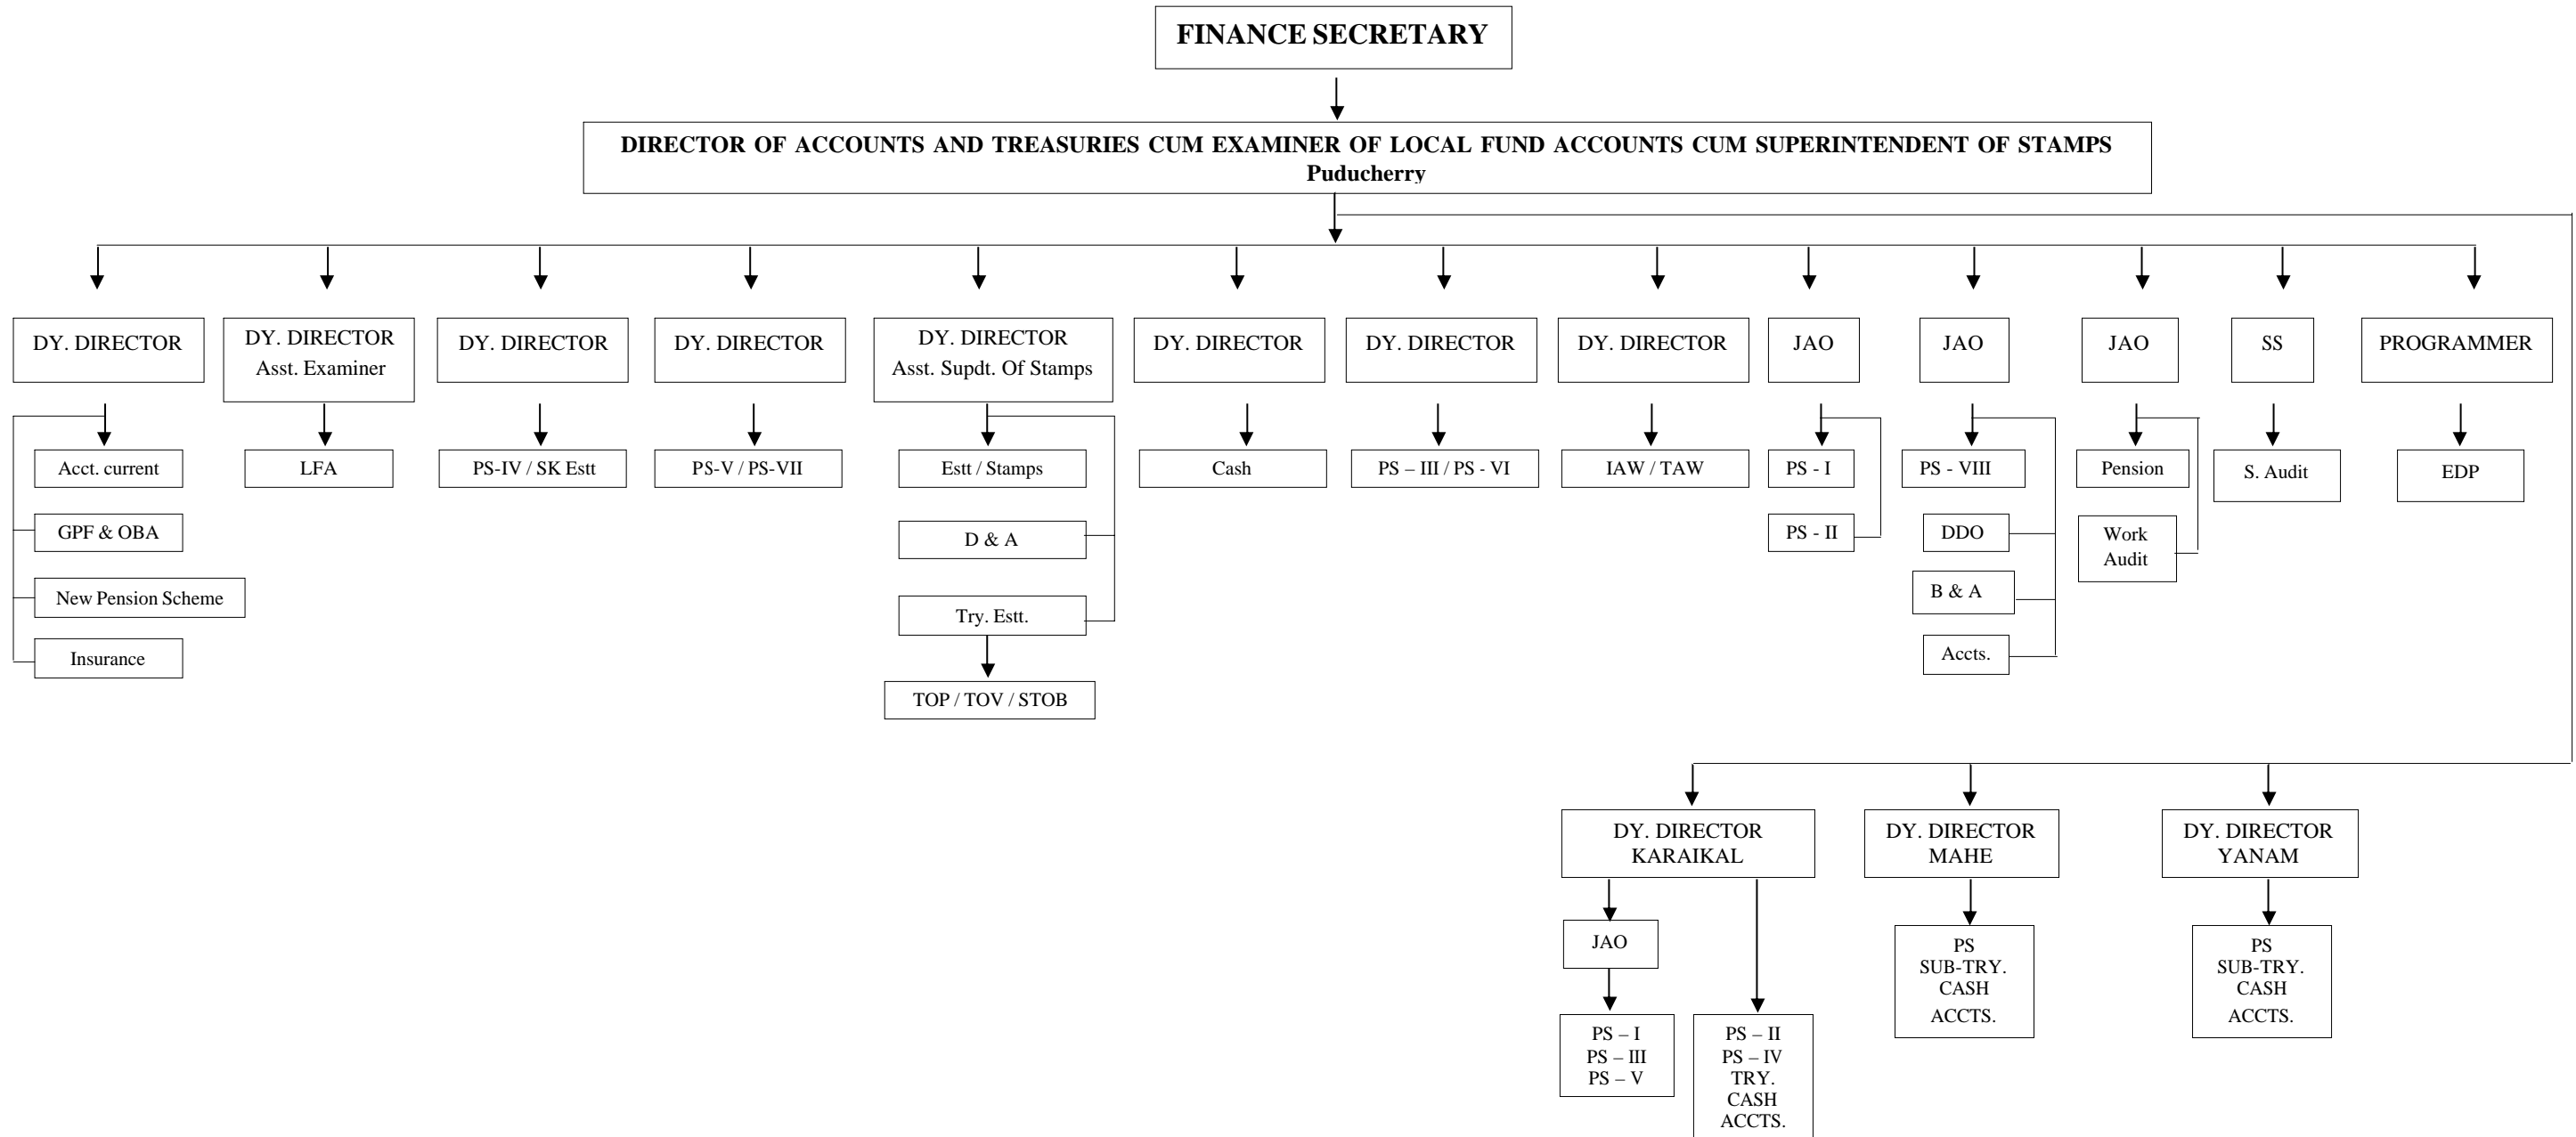 FINANCE SECRETARY
DIRECTOR OF ACCOUNTS AND TREASURIES CUM EXAMINER OF LOCAL FUND ACCOUNTS CUM SUPERINTENDENT OF STAMPS
Puducherry
DY. DIRECTOR
DY. DIRECTOR
Asst. Examiner
DY. DIRECTOR
DY. DIRECTOR
DY. DIRECTOR
Asst. Supdt. Of Stamps
DY. DIRECTOR
DY. DIRECTOR
DY. DIRECTOR
JAO
JAO
JAO
SS
PROGRAMMER
Acct. current
LFA
PS-IV / SK Estt
PS-V / PS-VII
Estt / Stamps
Cash
PS – III / PS - VI
IAW / TAW
PS - I
PS - VIII
Pension
S. Audit
EDP
GPF & OBA
D & A
PS - II
DDO
Work
Audit
New Pension Scheme
Try. Estt.
B & A
Insurance
Accts.
TOP / TOV / STOB
DY. DIRECTOR
KARAIKAL
DY. DIRECTOR
MAHE
DY. DIRECTOR
YANAM
JAO
PS
SUB-TRY.
CASH
ACCTS.
PS
SUB-TRY.
CASH
ACCTS.
PS – I
PS – III
PS – V
PS – II
PS – IV
TRY.
CASH
ACCTS.